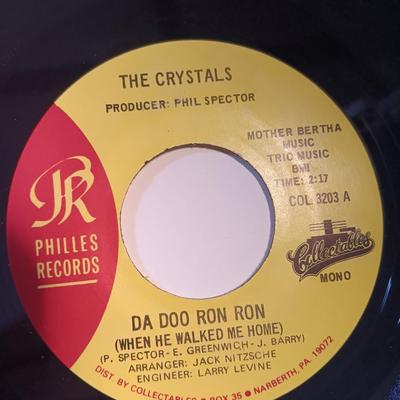 THE CRYSTALS
PRODUCER: PHIL SPECTOR
MOTHER BERTHA
MUSIC
TRIO MUSIC
BMI
TIME: 2:17
COL 3203 A
PR
PHILLES
RECORDS
Collectables
MONO
DA DOO RON RON
(WHEN HE WALKED ME HOME)
(P. SPECTOR-E. GREENWICH-J. BARRY)
ARRANGER: JACK NITZSCHE
ENGINEER: LARRY LEVINE
DIST. BY COLLECTABLES • BOX 35 • NARBERTH, PA. 19072